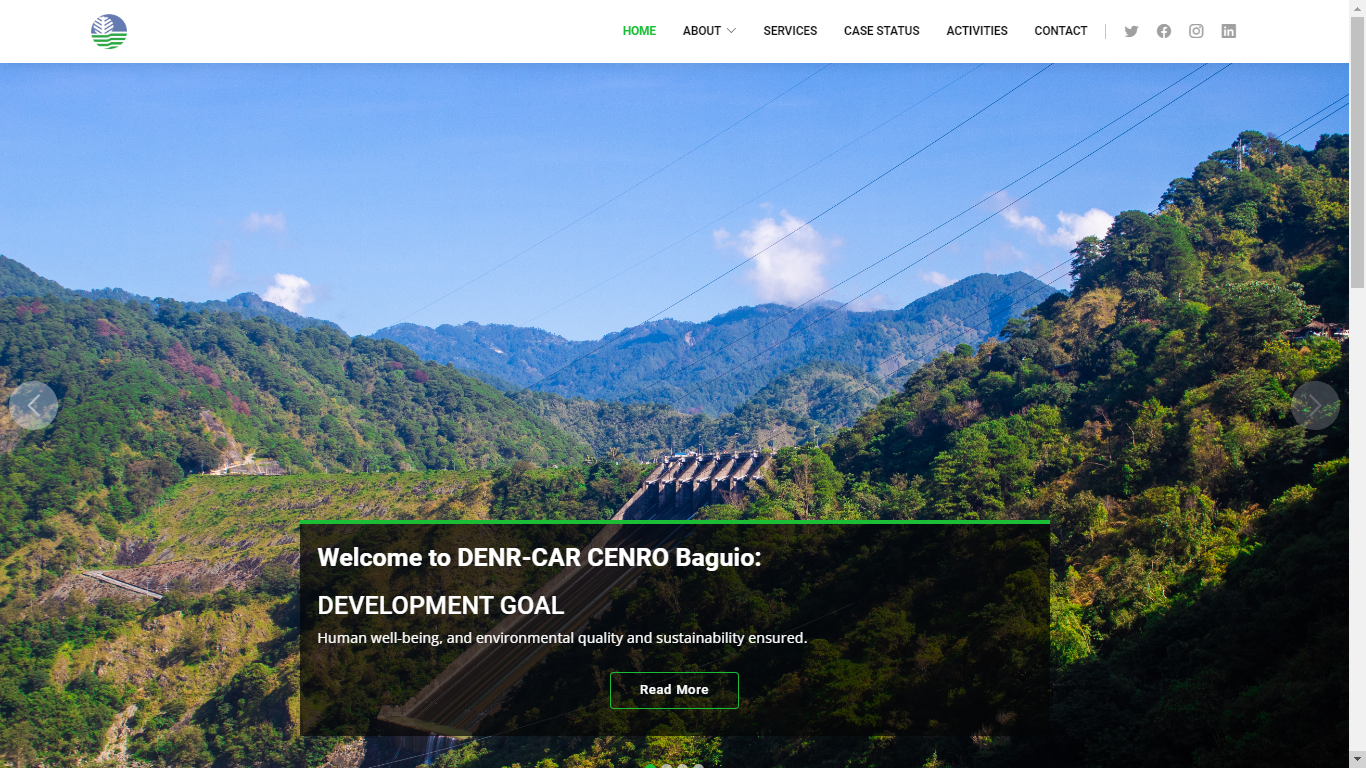 HOME ABOUT SERVICES CASE STATUS ACTIVITIES CONTACT
Welcome to DENR-CAR CENRO Baguio:
DEVELOPMENT GOAL
Human well-being, and environmental quality and sustainability ensured.
Read More